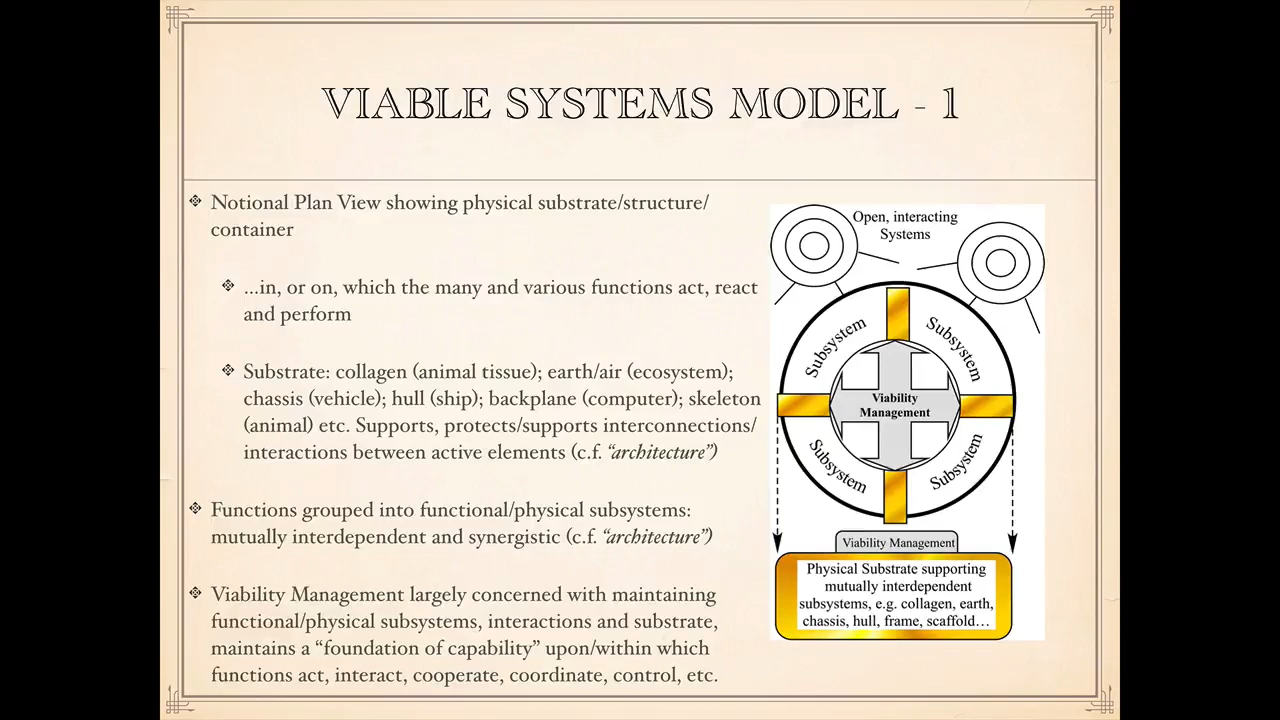 VIABLE SYSTEMS MODEL - 1
Notional Plan View showing physical substrate/structure/
container
...in, or on, which the many and various functions act, react
and perform
Substrate: collagen (animal tissue); earth/air (ecosystem);
chassis (vehicle); hull (ship); backplane (computer); skeleton
(animal) etc. Supports, protects/supports interconnections/
interactions between active elements (c.f. “architecture”)
Functions grouped into functional/physical subsystems:
mutually interdependent and synergistic (c.f. “architecture”)
Viability Management largely concerned with maintaining
functional/physical subsystems, interactions and substrate,
maintains a “foundation of capability” upon/within which
functions act, interact, cooperate, coordinate, control, etc.
Open, interacting
Systems
Subsystem
Subsystem
Viability
Management
Subsystem
Subsystem
Viability Management
Physical Substrate supporting
mutually interdependent
subsystems, e.g. collagen, earth,
chassis, hull, frame, scaffold...